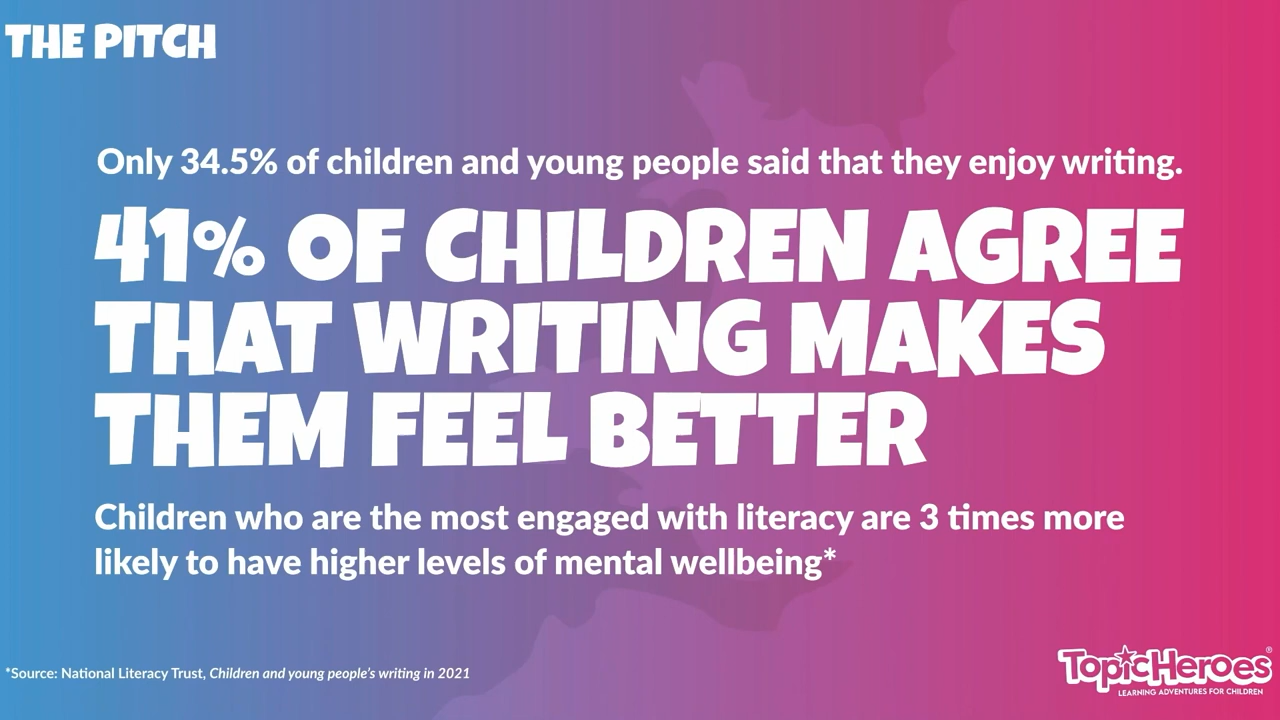 THE PITCH
Only 34.5% of children and young people said that they enjoy writing.
41% OF CHILDREN AGREE
THAT WRITING MAKES
THEM FEEL BETTER
Children who are the most engaged with literacy are 3 times more
likely to have higher levels of mental wellbeing*
*Source: National Literacy Trust, Children and young people's writing in 2021
TopicHeroes®
LEARNING ADVENTURES FOR CHILDREN